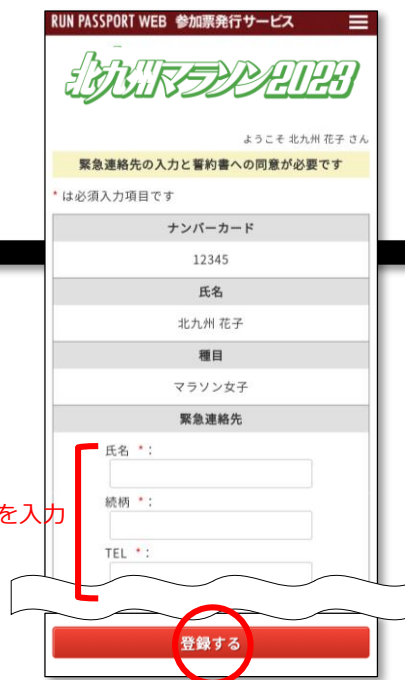 RUN PASSPORT WEB 参加票発行サービス
北九州マラソン2023
ようこそ 北九州 花子 さん
緊急連絡先の入力と誓約書への同意が必要です
* は必須入力項目です
ナンバーカード
12345
氏名
北九州 花子
種目
マラソン女子
緊急連絡先
氏名 *：
続柄 *：
を入力
TEL *：
登録する